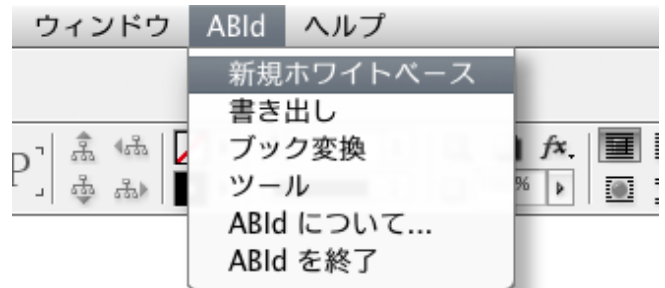 ウィンドウ ABId ヘルプ
新規ホワイトベース
書き出し
ブック変換
ツール
ABId について...
ABId を終了
P
fx.
%